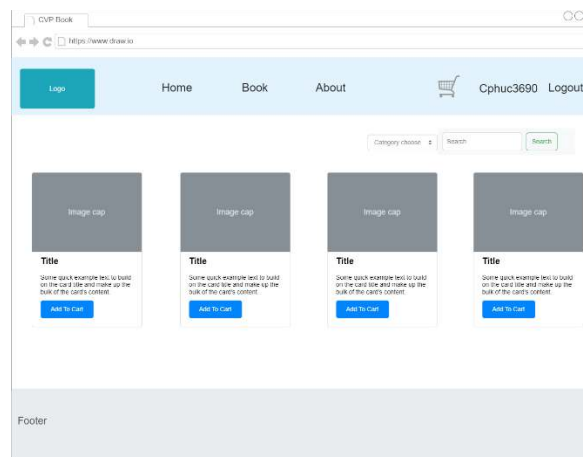 CVP Book
https://www.draw.io
Logo
Home Book About Cphuc3690 Logout
Category choose Search Search
Image cap Image cap Image cap Image cap
Title Title Title Title
Some quick example text to build Some quick example text to build Some quick example text to build Some quick example text to build
on the card title and make up the on the card title and make up the on the card title and make up the on the card title and make up the
bulk of the card's content. bulk of the card's content. bulk of the card's content. bulk of the card's content.
Add To Cart Add To Cart Add To Cart Add To Cart
Footer